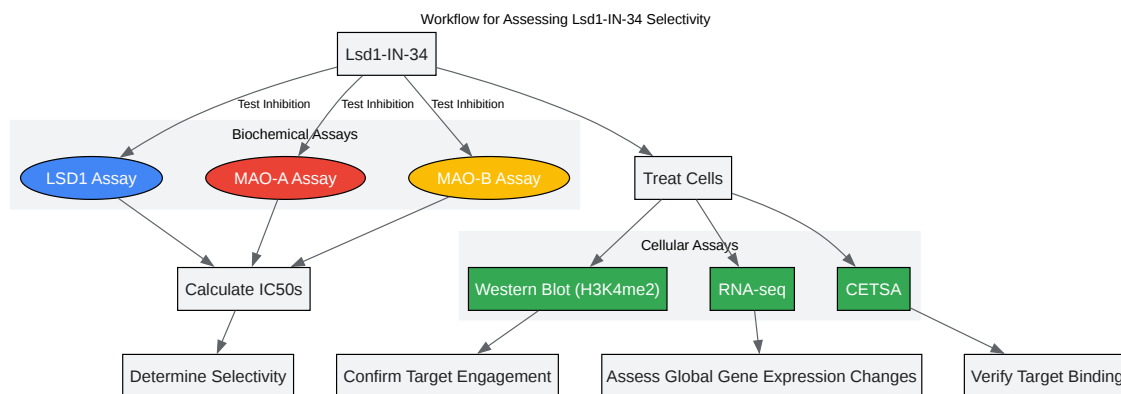 Workflow for Assessing Lsd1-IN-34 Selectivity
Lsd1-IN-34
Test Inhibition
Test Inhibition
Test Inhibition
Biochemical Assays
LSD1 Assay
MAO-A Assay
MAO-B Assay
Treat Cells
Cellular Assays
Calculate IC50s
Western Blot (H3K4me2)
RNA-seq
CETSA
Determine Selectivity
Confirm Target Engagement
Assess Global Gene Expression Changes
Verify Target Binding